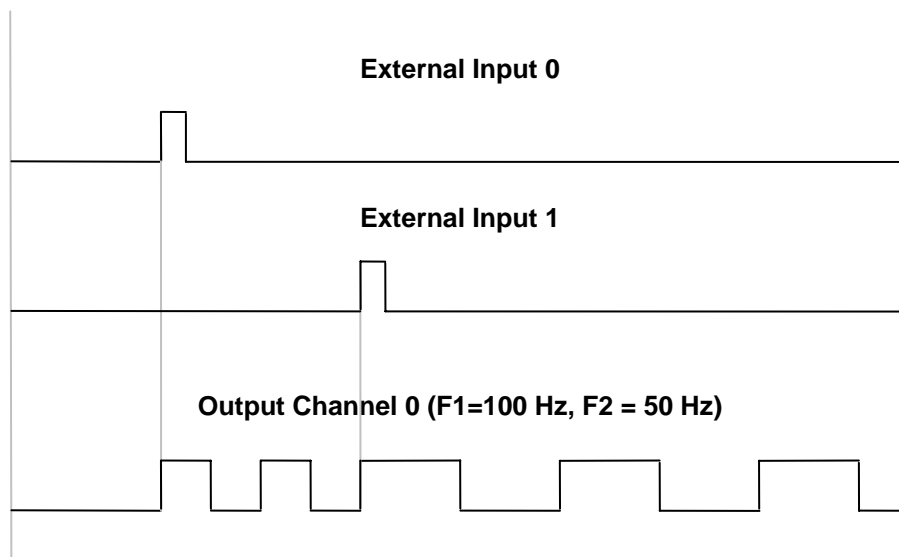 External Input 0
External Input 1
Output Channel 0 (F1=100 Hz, F2 = 50 Hz)